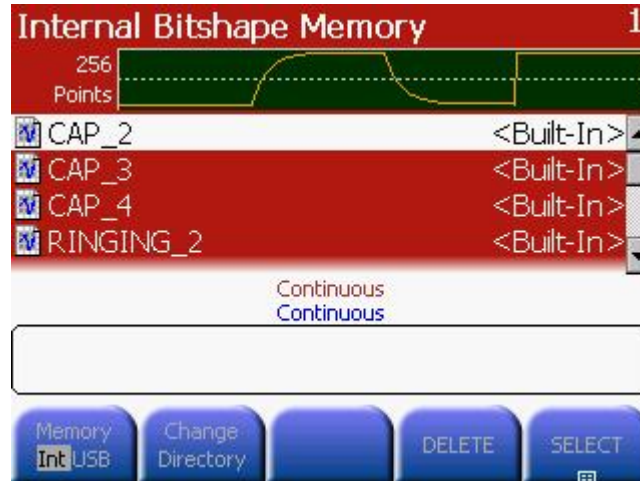 Internal Bitshape Memory 1
256
Points
CAP_2 <Built-In>
CAP_3 <Built-In>
CAP_4 <Built-In>
RINGING_2 <Built-In>
Continuous
Continuous
Memory Change
Int USB Directory DELETE SELECT